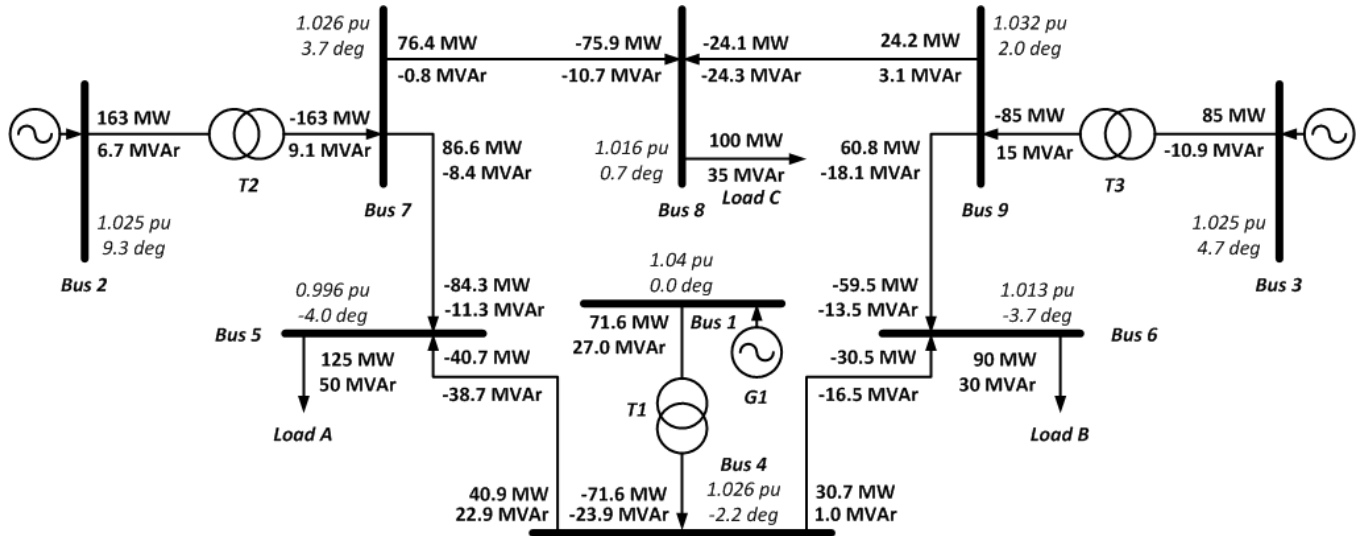 1.026 pu
3.7 deg
76.4 MW
-0.8 MVAr
-75.9 MW
-10.7 MVAr
-24.1 MW
-24.3 MVAr
24.2 MW
3.1 MVAr
1.032 pu
2.0 deg
163 MW
6.7 MVAr
-163 MW
9.1 MVAr
T2
86.6 MW
-8.4 MVAr
1.016 pu
0.7 deg
100 MW
35 MVAr
Load C
60.8 MW
-18.1 MVAr
-85 MW
15 MVAr
85 MW
-10.9 MVAr
T3
Bus 7
Bus 8
Bus 9
1.025 pu
9.3 deg
Bus 2
1.025 pu
4.7 deg
Bus 3
0.996 pu
-4.0 deg
Bus 5
-84.3 MW
-11.3 MVAr
1.04 pu
0.0 deg
Bus 1
71.6 MW
27.0 MVAr
-59.5 MW
-13.5 MVAr
1.013 pu
-3.7 deg
Bus 6
125 MW
50 MVAr
Load A
-40.7 MW
-38.7 MVAr
T1
G1
-30.5 MW
-16.5 MVAr
90 MW
30 MVAr
Load B
40.9 MW
22.9 MVAr
-71.6 MW
-23.9 MVAr
Bus 4
1.026 pu
-2.2 deg
30.7 MW
1.0 MVAr